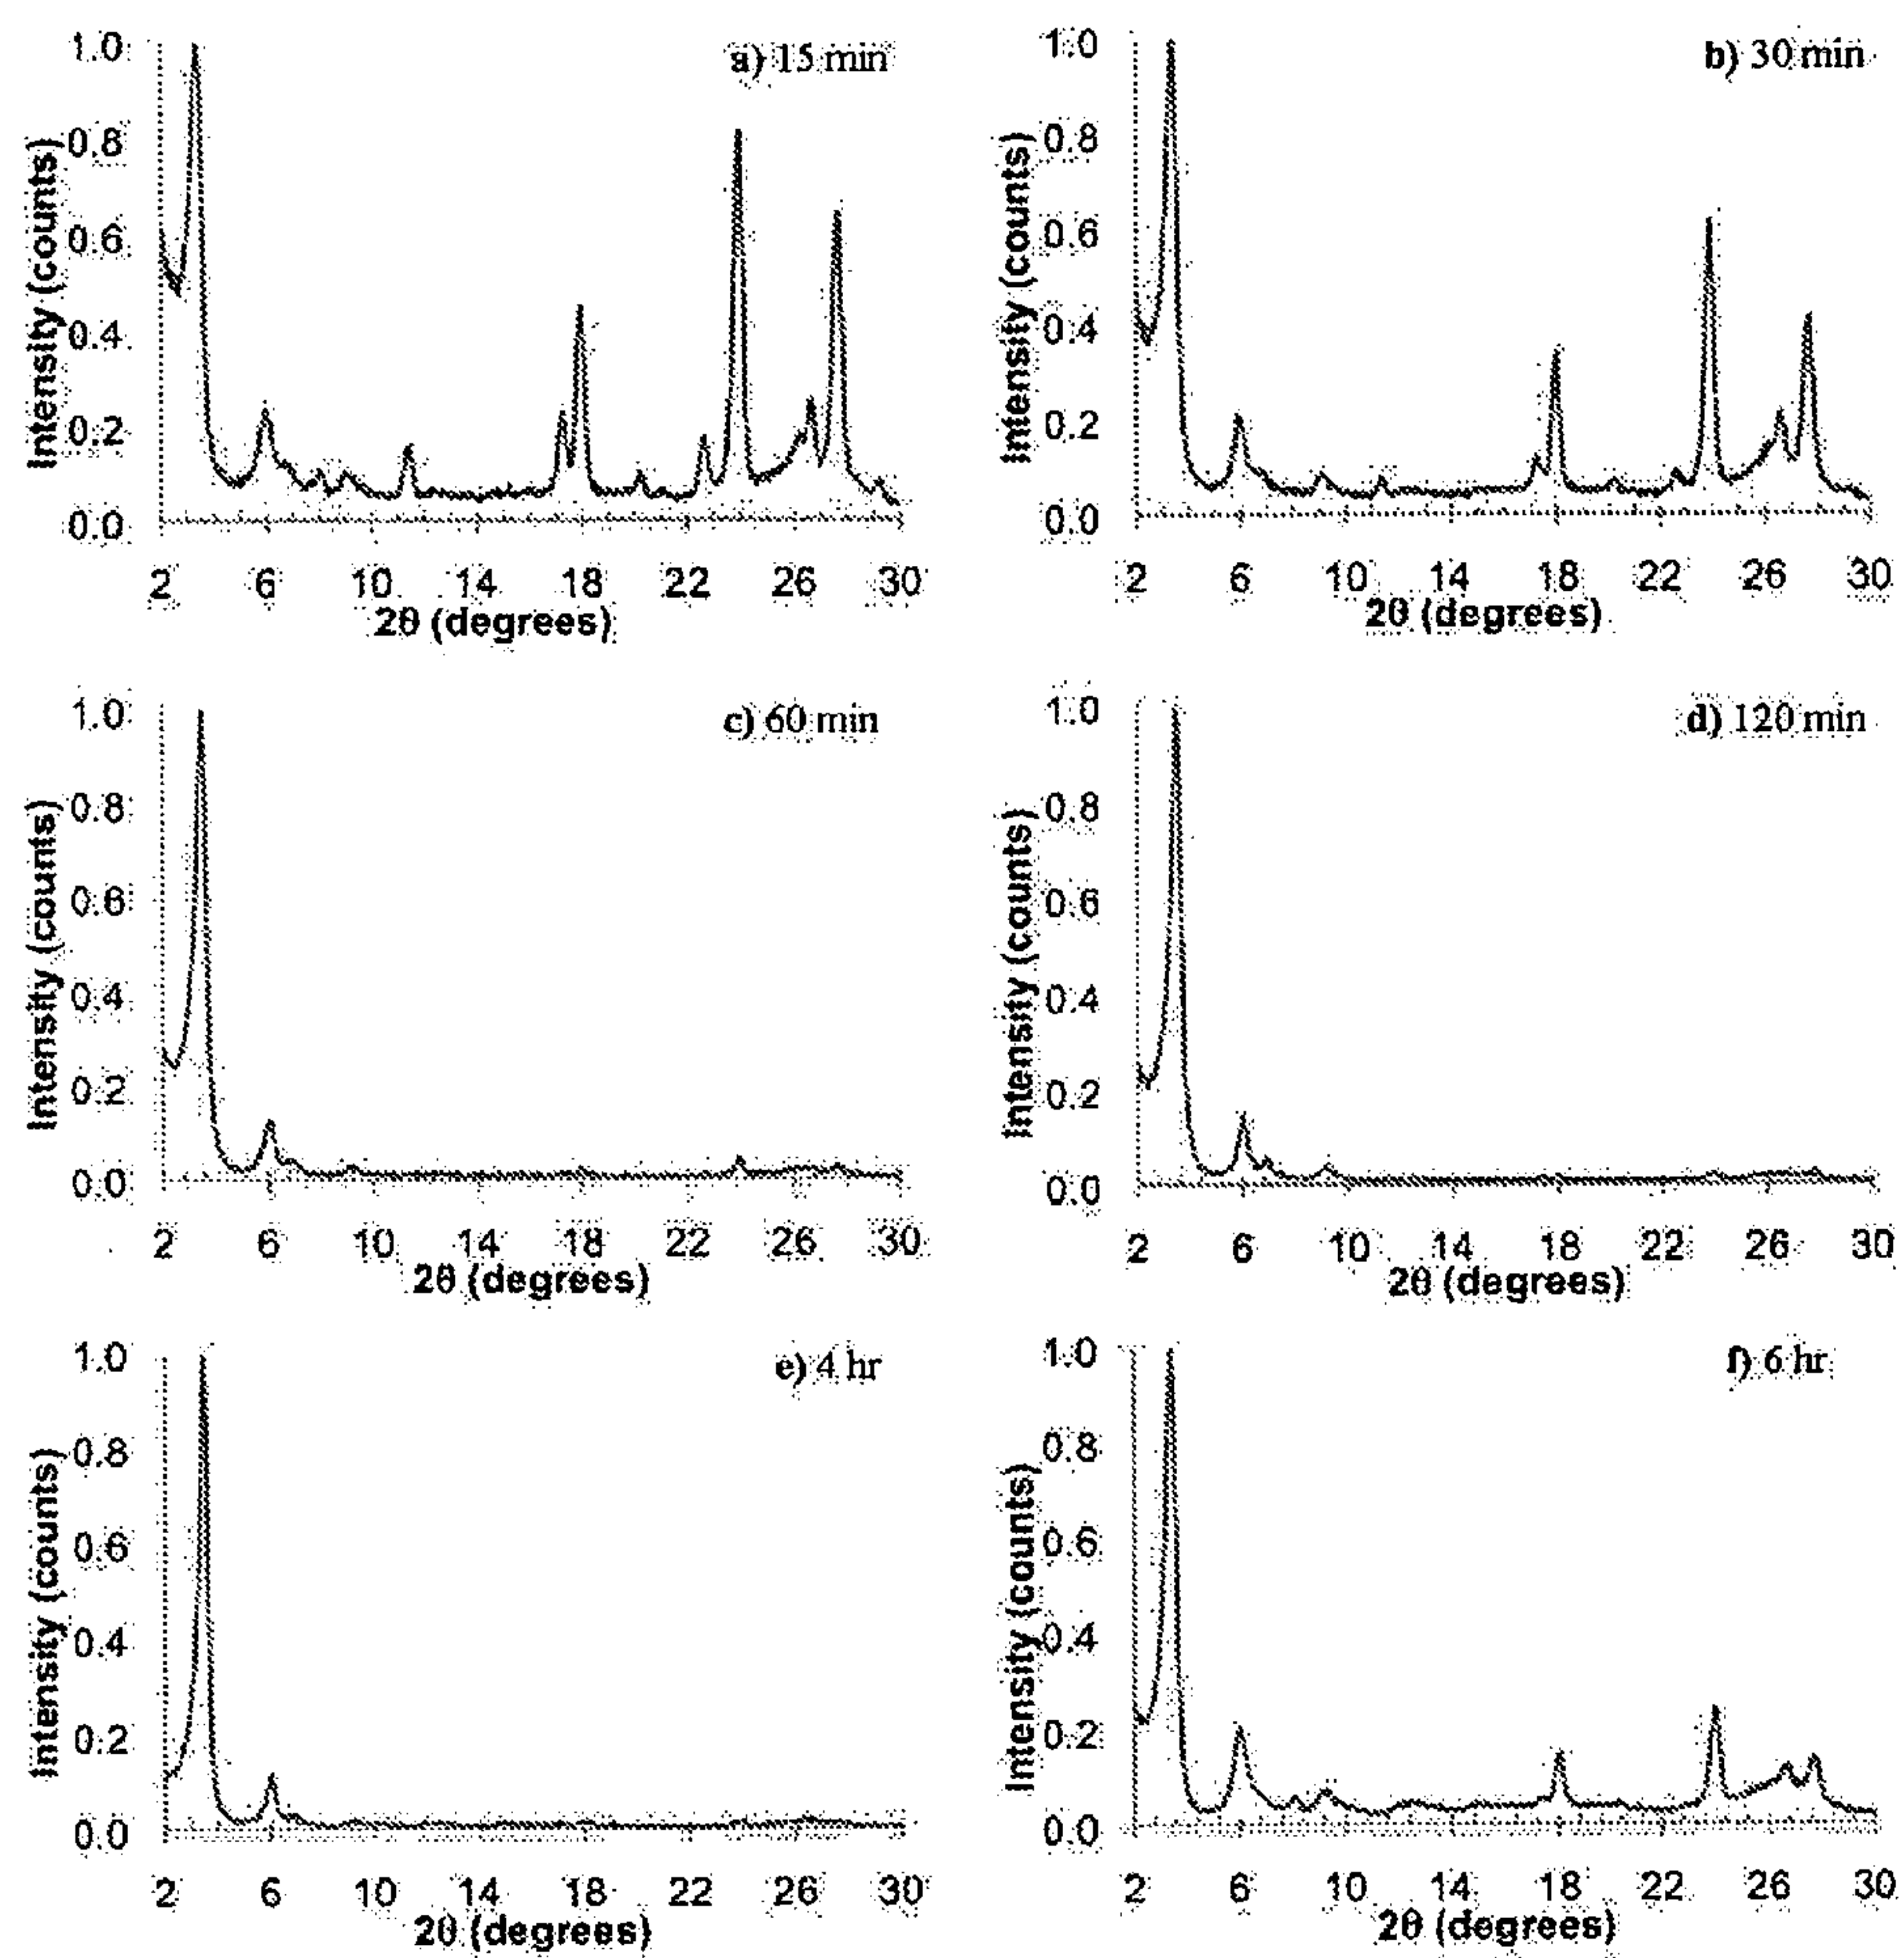 a) 15 min
Intensity (counts)
1.0
0.8
0.6
0.4
0.2
0.0
2 6 10 14 18 22 26 30
2θ (degrees)
b) 30 min
Intensity (counts)
1.0
0.8
0.6
0.4
0.2
0.0
2 6 10 14 18 22 26 30
2θ (degrees)
c) 60 min
Intensity (counts)
1.0
0.8
0.6
0.4
0.2
0.0
2 6 10 14 18 22 26 30
2θ (degrees)
d) 120 min
Intensity (counts)
1.0
0.8
0.6
0.4
0.2
0.0
2 6 10 14 18 22 26 30
2θ (degrees)
e) 4 hr
Intensity (counts)
1.0
0.8
0.6
0.4
0.2
0.0
2 6 10 14 18 22 26 30
2θ (degrees)
f) 6 hr
Intensity (counts)
1.0
0.8
0.6
0.4
0.2
0.0
2 6 10 14 18 22 26 30
2θ (degrees)